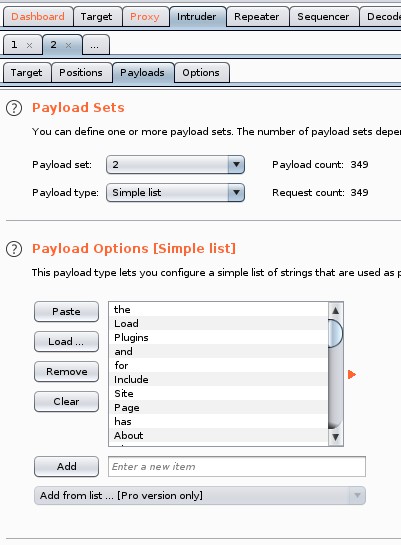 Dashboard Target Proxy Intruder Repeater Sequencer Decode
1 × 2 × ...
Target Positions Payloads Options
? Payload Sets
You can define one or more payload sets. The number of payload sets depe
Payload set: 2 Payload count: 349
Payload type: Simple list Request count: 349
? Payload Options [Simple list]
This payload type lets you configure a simple list of strings that are used as p
Paste
Load ...
Remove
Clear
the
Load
Plugins
and
for
Include
Site
Page
has
About
Add Enter a new item
Add from list ... [Pro version only]